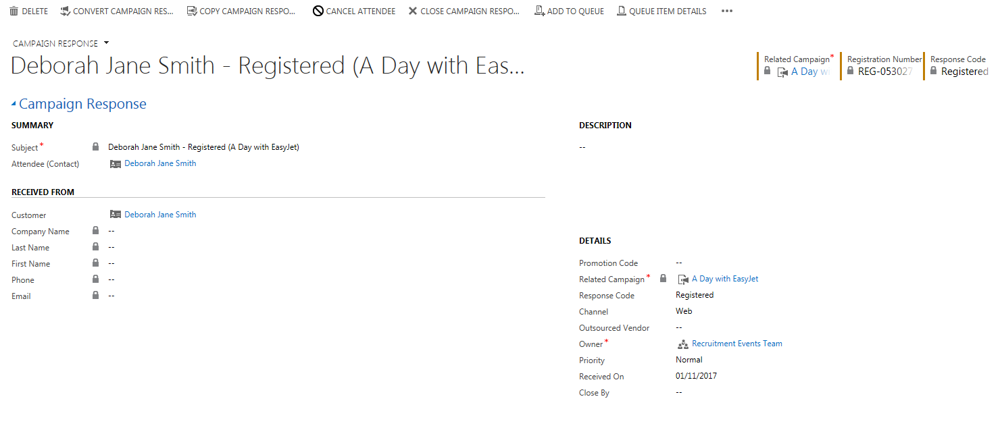 DELETE CONVERT CAMPAIGN RES... COPY CAMPAIGN RESPO... CANCEL ATTENDEE CLOSE CAMPAIGN RESPO... ADD TO QUEUE QUEUE ITEM DETAILS •••
CAMPAIGN RESPONSE
Deborah Jane Smith - Registered (A Day with Eas...
Related Campaign* Registration Number Response Code
A Day wi REG-053027 Registered
Campaign Response
SUMMARY
Subject* Deborah Jane Smith - Registered (A Day with EasyJet)
Attendee (Contact) Deborah Jane Smith
RECEIVED FROM
Customer Deborah Jane Smith
Company Name --
Last Name --
First Name --
Phone --
Email --
DESCRIPTION
--
DETAILS
Promotion Code --
Related Campaign* A Day with EasyJet
Response Code Registered
Channel Web
Outsourced Vendor --
Owner* Recruitment Events Team
Priority Normal
Received On 01/11/2017
Close By --